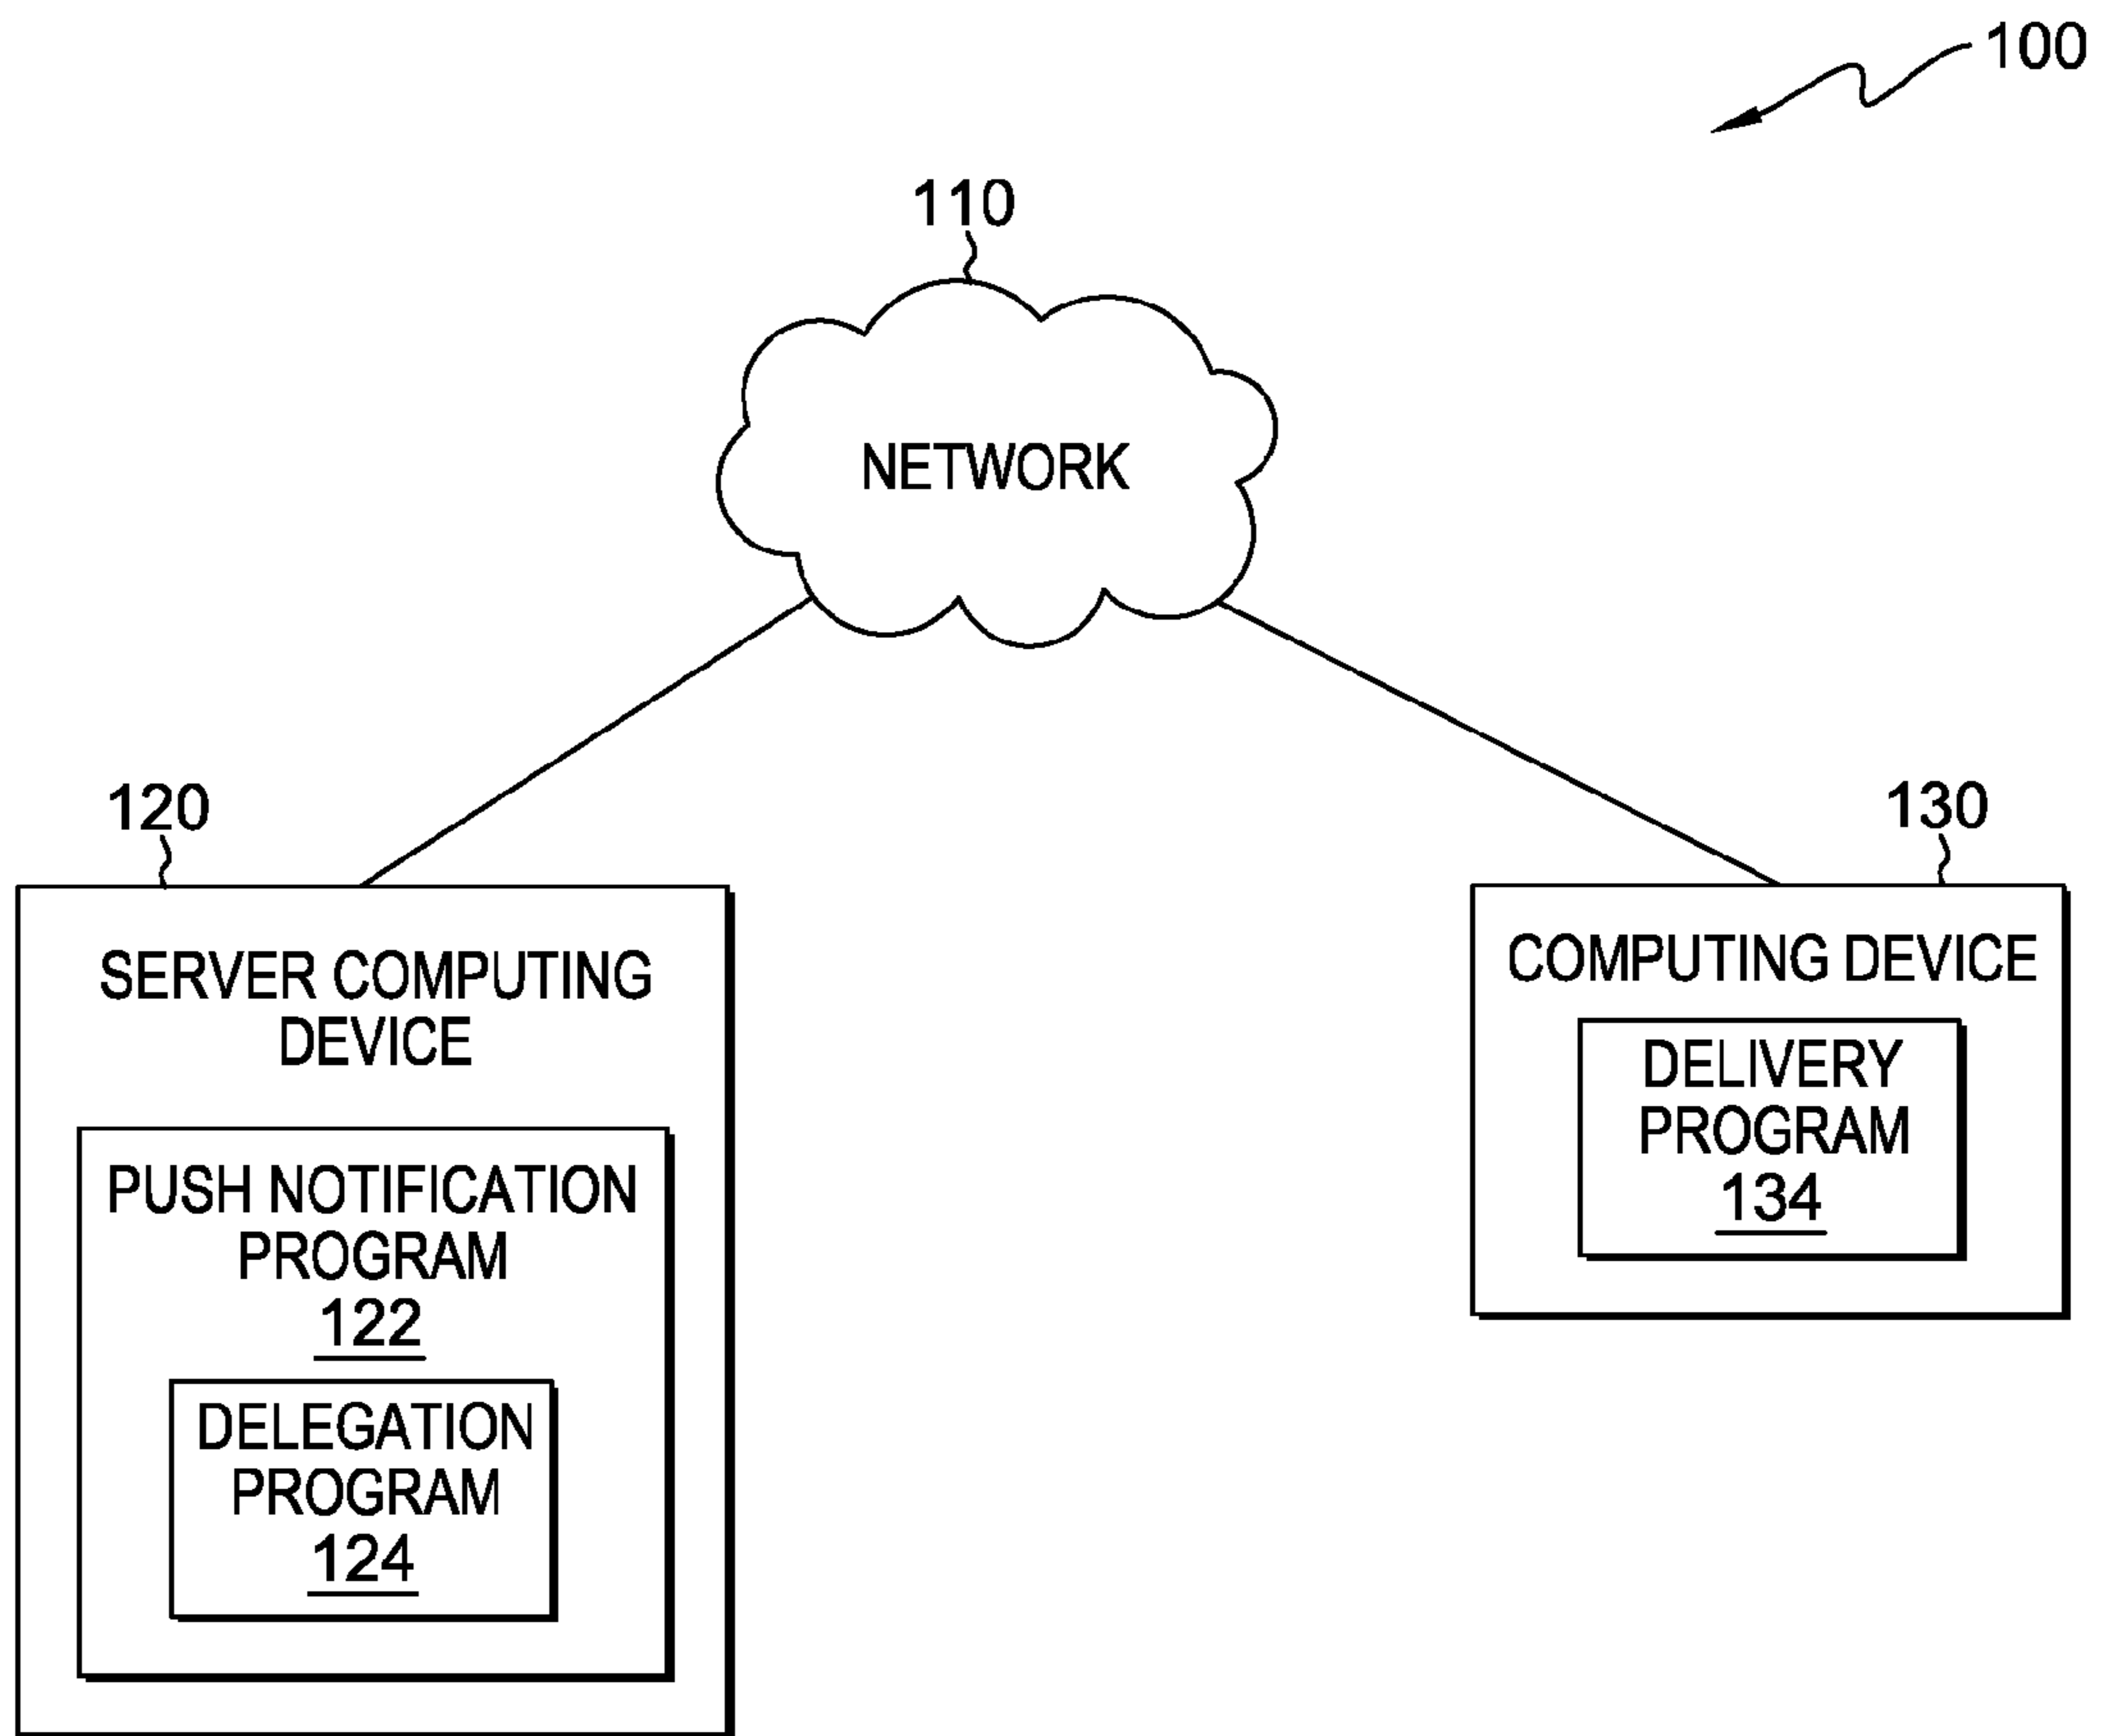 100
110
NETWORK
120
130
SERVER COMPUTING
DEVICE
PUSH NOTIFICATION
PROGRAM
122
DELEGATION
PROGRAM
124
COMPUTING DEVICE
DELIVERY
PROGRAM
134